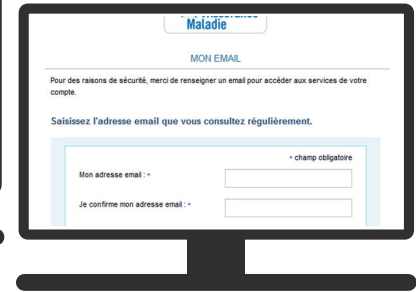 Maladie
MON EMAIL
Pour des raisons de sécurité, merci de renseigner un email pour accéder aux services de votre
compte.
Saisissez l'adresse email que vous consultez régulièrement.
* champ obligatoire
Mon adresse email : *
Je confirme mon adresse email : *